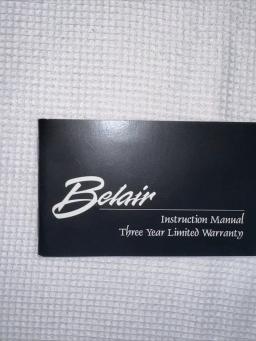 Belair
Instruction Manual
Three Year Limited Warranty